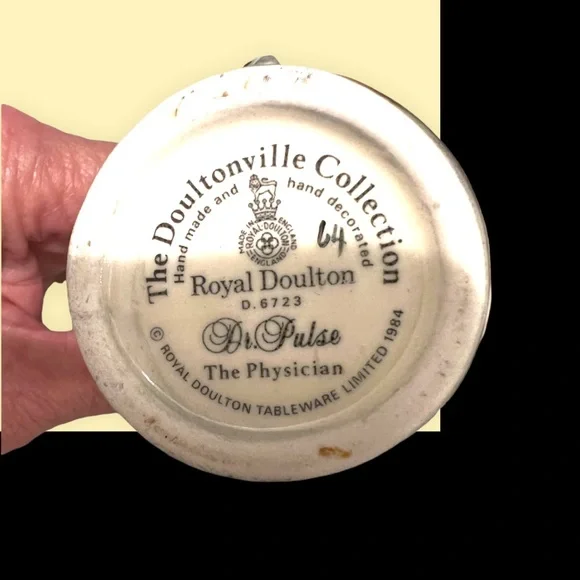 The Doultonville Collection
Hand made and hand decorated
MADE IN ENGLAND
ROYAL DOULTON
ENGLAND
64
Royal Doulton
D.6723
Dr. Pulse
The Physician
© ROYAL DOULTON TABLEWARE LIMITED 1984